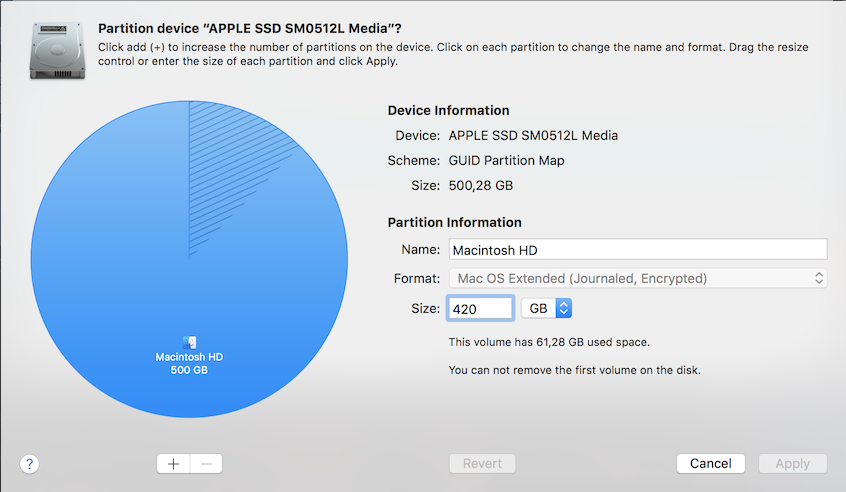 Partition device “APPLE SSD SM0512L Media”?
Click add (+) to increase the number of partitions on the device. Click on each partition to change the name and format. Drag the resize
control or enter the size of each partition and click Apply.
Device Information
Device: APPLE SSD SM0512L Media
Scheme: GUID Partition Map
Size: 500,28 GB
Partition Information
Name: Macintosh HD
Format: Mac OS Extended (Journaled, Encrypted)
Size: 420 GB
This volume has 61,28 GB used space.
You can not remove the first volume on the disk.
Macintosh HD
500 GB
? + − Revert Cancel Apply